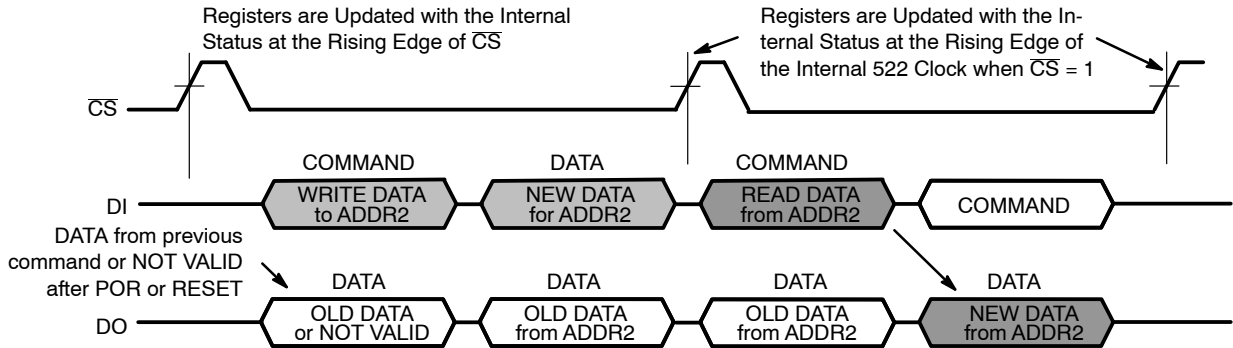 Registers are Updated with the Internal
Status at the Rising Edge of C̅S̅
Registers are Updated with the In-
ternal Status at the Rising Edge of
the Internal 522 Clock when C̅S̅ = 1
C̅S̅
COMMAND
DATA
COMMAND
DI
WRITE DATA
to ADDR2
NEW DATA
for ADDR2
READ DATA
from ADDR2
COMMAND
DATA from previous
command or NOT VALID
after POR or RESET
DATA
DATA
DATA
DATA
DO
OLD DATA
or NOT VALID
OLD DATA
from ADDR2
OLD DATA
from ADDR2
NEW DATA
from ADDR2